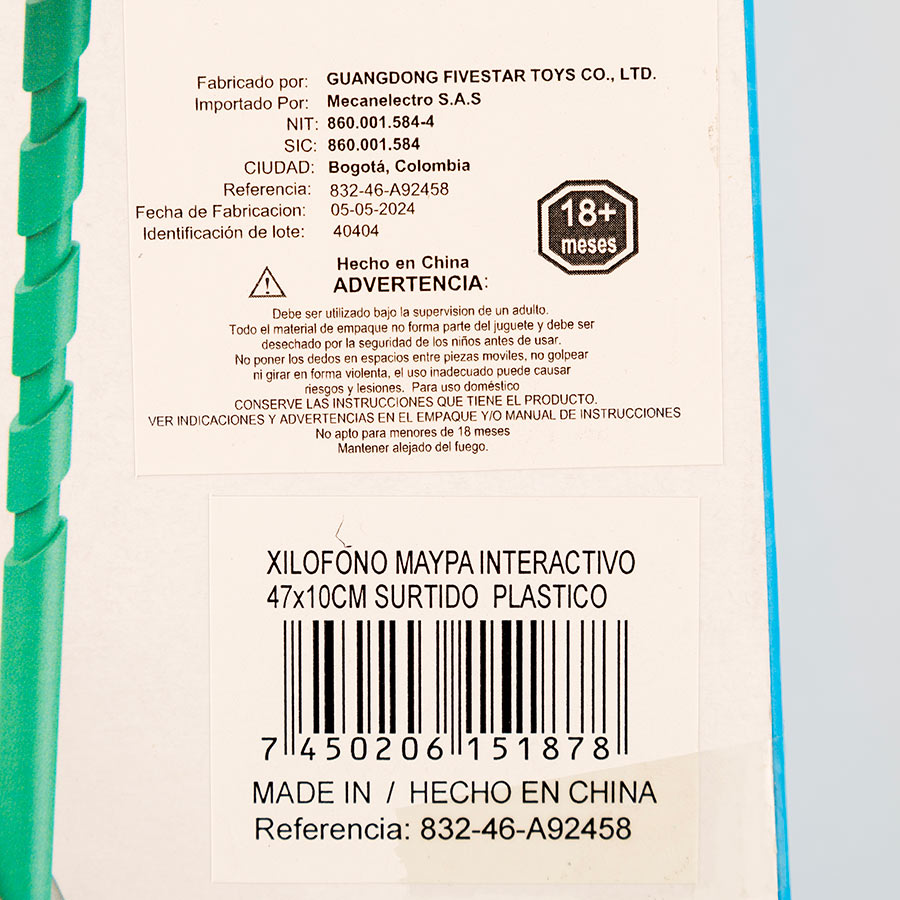 Fabricado por: GUANGDONG FIVESTAR TOYS CO., LTD.
Importado Por: Mecanelectro S.A.S
NIT: 860.001.584-4
SIC: 860.001.584
CIUDAD: Bogotá, Colombia
Referencia: 832-46-A92458
Fecha de Fabricacion: 05-05-2024
Identificación de lote: 40404
18+
meses
Hecho en China
ADVERTENCIA:
Debe ser utilizado bajo la supervision de un adulto.
Todo el material de empaque no forma parte del juguete y debe ser
desechado por la seguridad de los niños antes de usar.
No poner los dedos en espacios entre piezas moviles, no golpear
ni girar en forma violenta, el uso inadecuado puede causar
riesgos y lesiones. Para uso doméstico
CONSERVE LAS INSTRUCCIONES QUE TIENE EL PRODUCTO.
VER INDICACIONES Y ADVERTENCIAS EN EL EMPAQUE Y/O MANUAL DE INSTRUCCIONES
No apto para menores de 18 meses
Mantener alejado del fuego.
XILOFÓNO MAYPA INTERACTIVO
47x10CM SURTIDO PLASTICO
7 450206 151878
MADE IN / HECHO EN CHINA
Referencia: 832-46-A92458